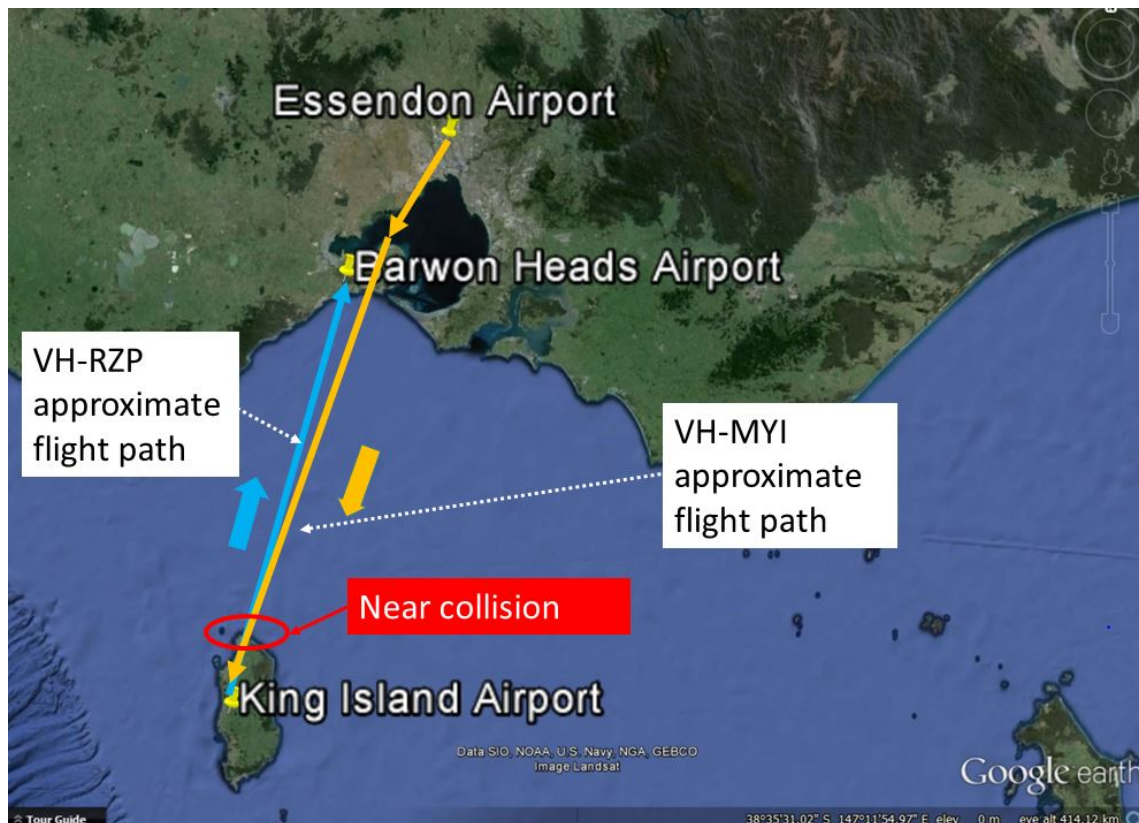 Essendon Airport
Barwon Heads Airport
VH-RZP
approximate
flight path
VH-MYI
approximate
flight path
Near collision
King Island Airport
Data SIO, NOAA, U.S. Navy, NGA, GEBCO
Image Landsat
Google earth
Tour Guide
38°35'31.02" S 147°11'54.97" E elev 0 m eye alt 414.12 km